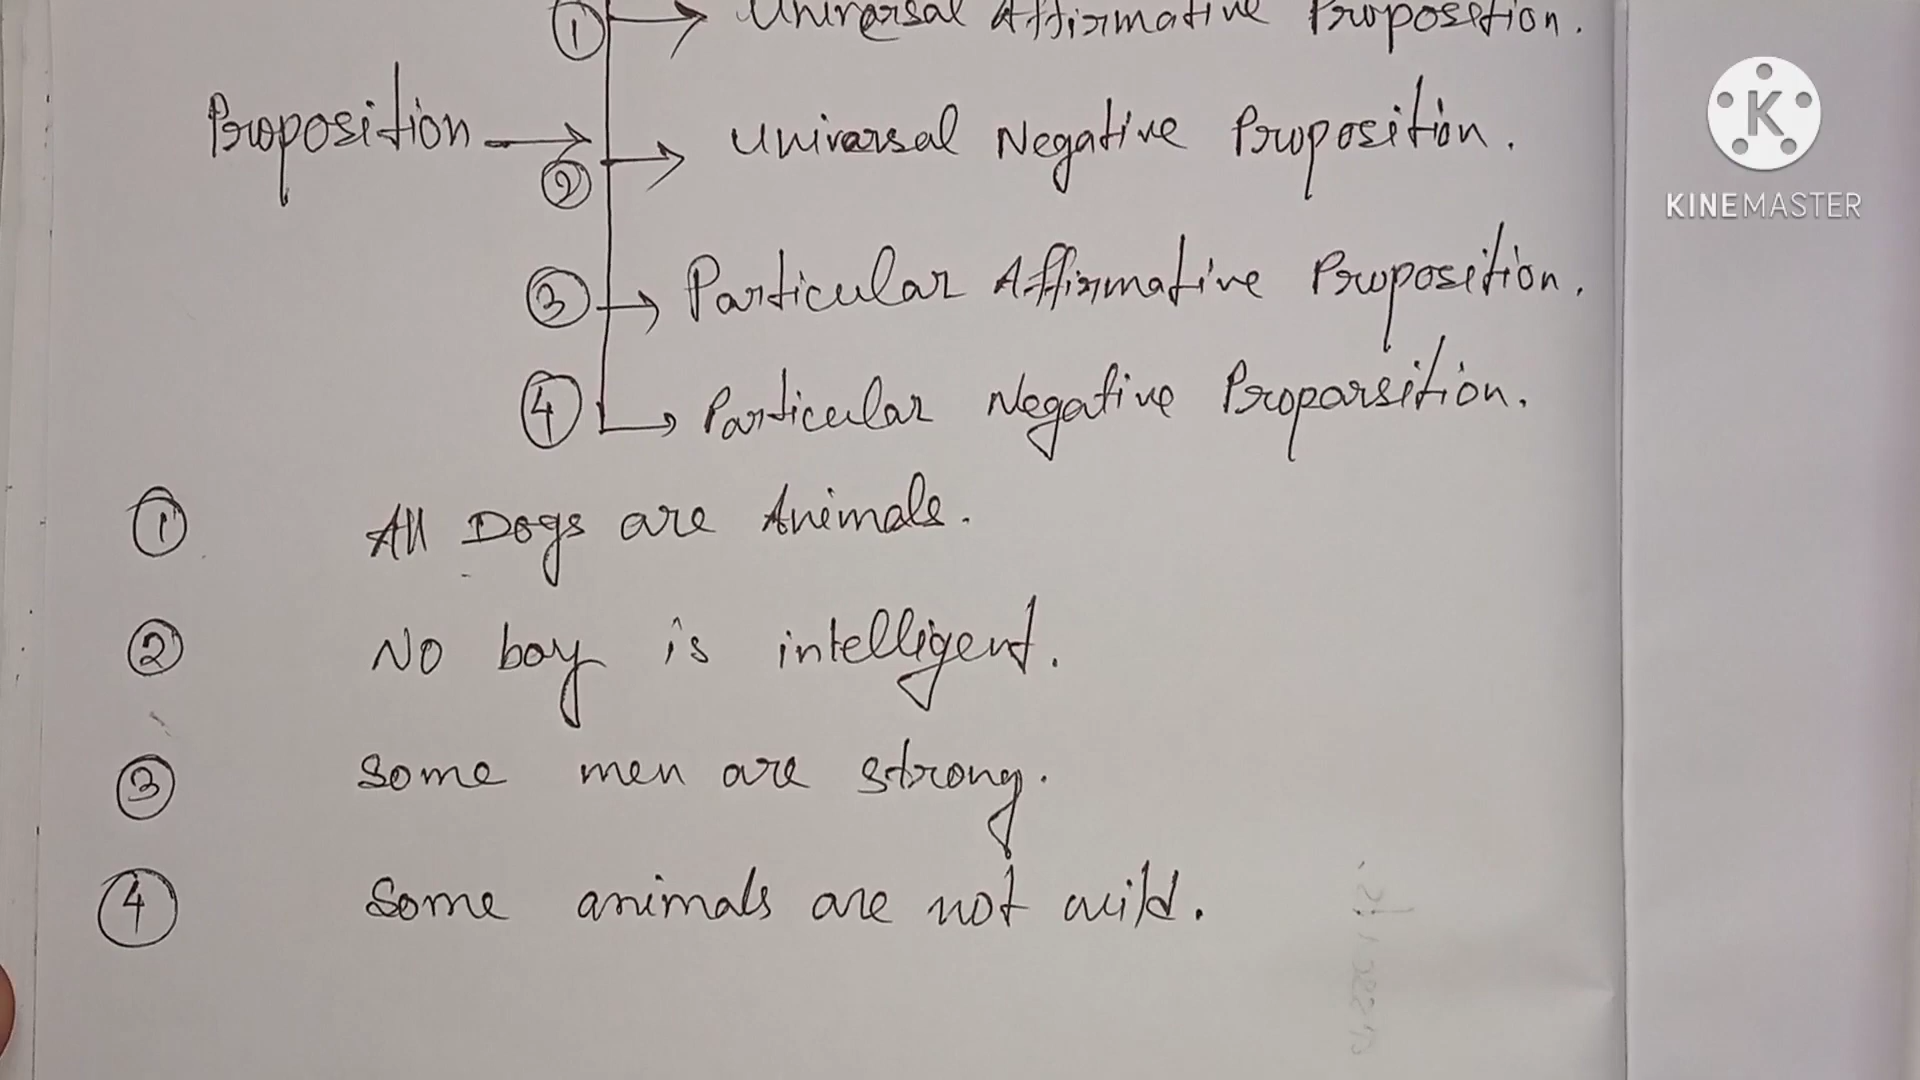 ① → Universal Affirmative Proposition.
Proposition →
② → Universal Negative Proposition.
③ → Particular Affirmative Proposition.
④ → Particular Negative Proparsition.
① All Dogs are Animals.
② No boy is intelligent.
③ Some men are strong.
④ Some animals are not wild.
K
KINEMASTER